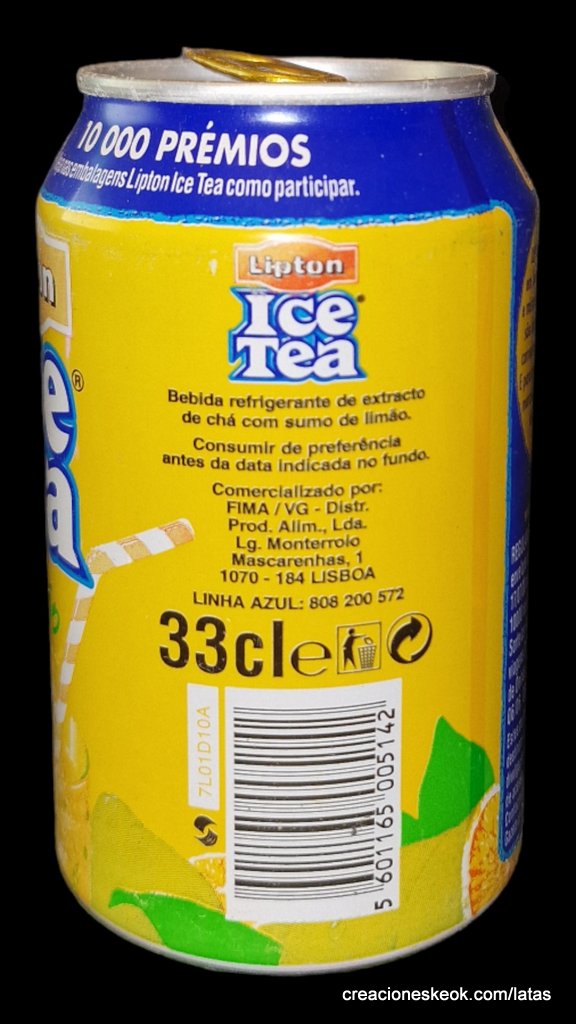 10 000 PRÉMIOS
nas embalagens Lipton Ice Tea como participar.
Lipton
Ice
Tea
Bebida refrigerante de extracto
de chá com sumo de limão.
Consumir de preferência
antes da data indicada no fundo.
Comercializado por:
FIMA / VG - Distr.
Prod. Alim., Lda.
Lg. Monterroio
Mascarenhas, 1
1070 - 184 LISBOA
LINHA AZUL: 808 200 572
33cl e
7L01D10A
5 601165 005142
creacioneskeok.com/latas